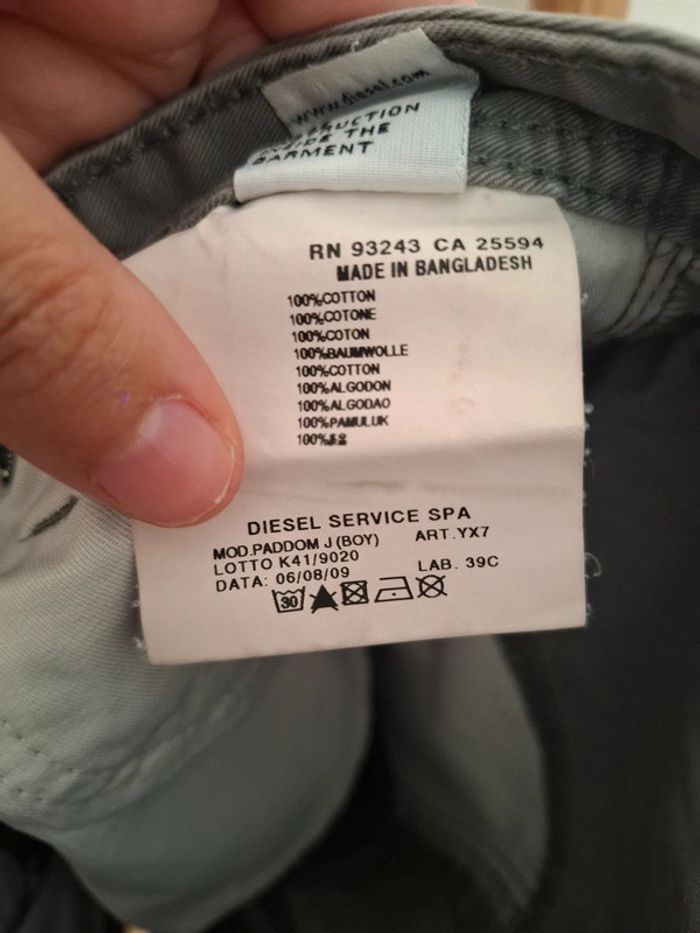 www.diesel.com
THE
GARMENT
RN 93243 CA 25594
MADE IN BANGLADESH
100%COTTON
100%COTONE
100%COTON
100%BAUMWOLLE
100%COTTON
100%ALGODON
100%ALGODAO
100%PAMULUK
100%
DIESEL SERVICE SPA
MOD.PADDOM J (BOY) ART.YX7
LOTTO K41/9020
DATA: 06/08/09 LAB. 39C
30